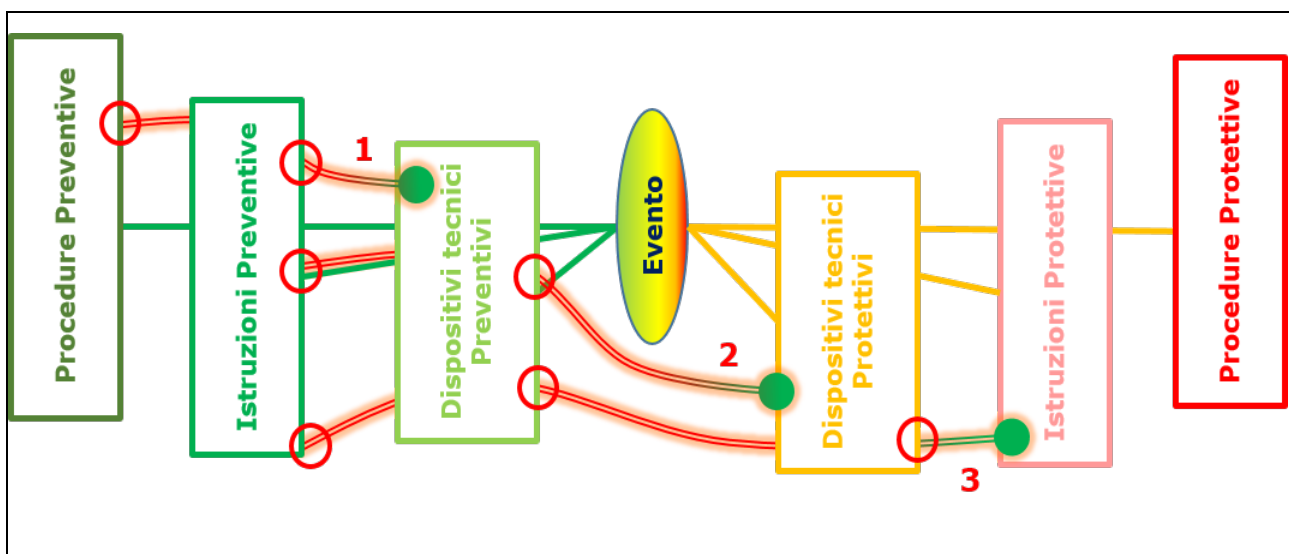 Procedure Preventive
Istruzioni Preventive
1
Dispositivi tecnici
Preventivi
Evento
2
Dispositivi tecnici
Protettivi
3
Istruzioni Protettive
Procedure Protettive